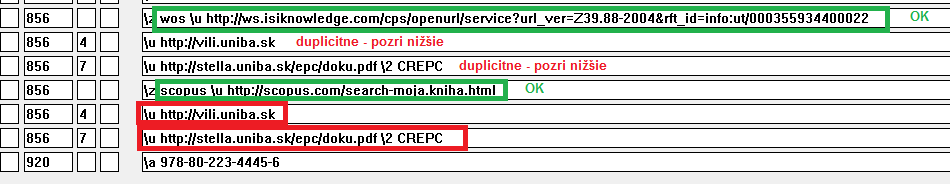 \z wos \u http://ws.isiknowledge.com/cps/openurl/service?url_ver=Z39.88-2004&rft_id=info:ut/000355934400022 OK
856 4 \u http://vili.uniba.sk duplicitne - pozri nižšie
856 7 \u http://stella.uniba.sk/epc/doku.pdf \2 CREPC duplicitne - pozri nižšie
856 \z scopus \u http://scopus.com/search-moja.kniha.html OK
856 4 \u http://vili.uniba.sk
856 7 \u http://stella.uniba.sk/epc/doku.pdf \2 CREPC
920 \a 978-80-223-4445-6